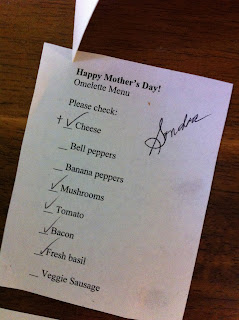 Happy Mother's Day!
Omelette Menu
Please check:
+ ✓ Cheese
__ Bell peppers
__ Banana peppers
✓ Mushrooms
✓ Tomato
✓ Bacon
✓ Fresh basil
__ Veggie Sausage
Sandra